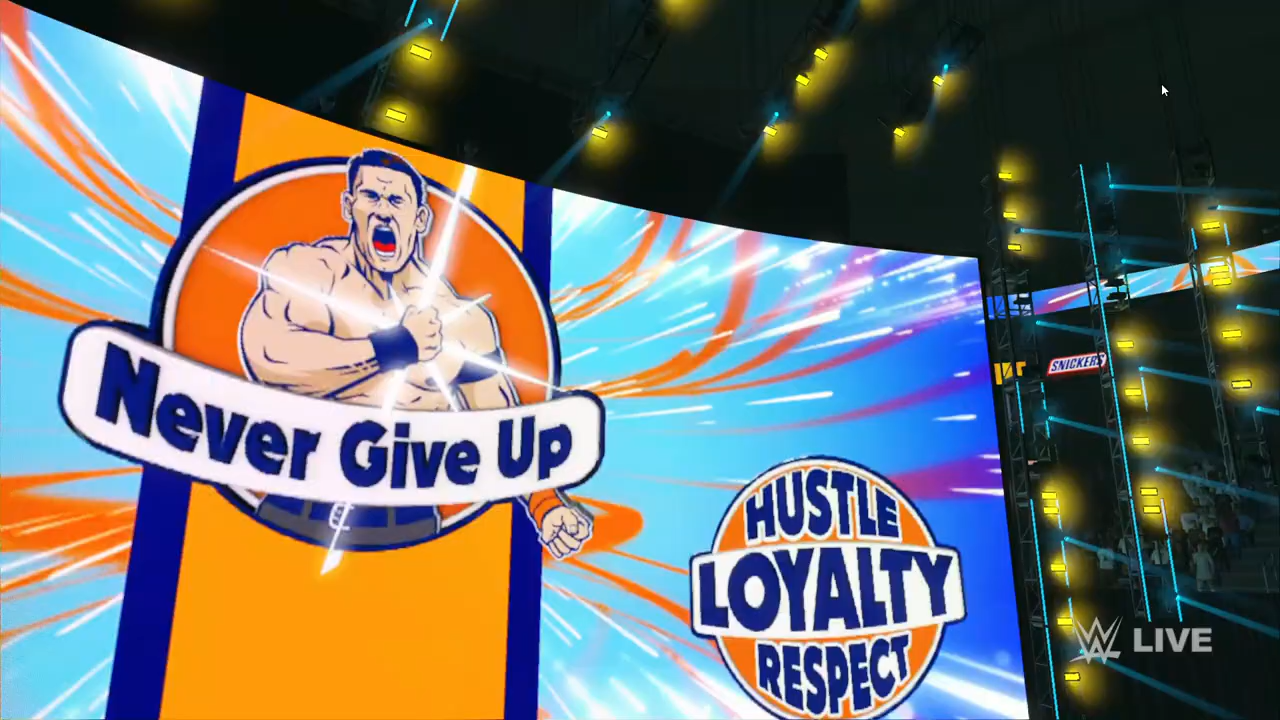 Never Give Up
HUSTLE
LOYALTY
RESPECT
SNICKERS
W LIVE